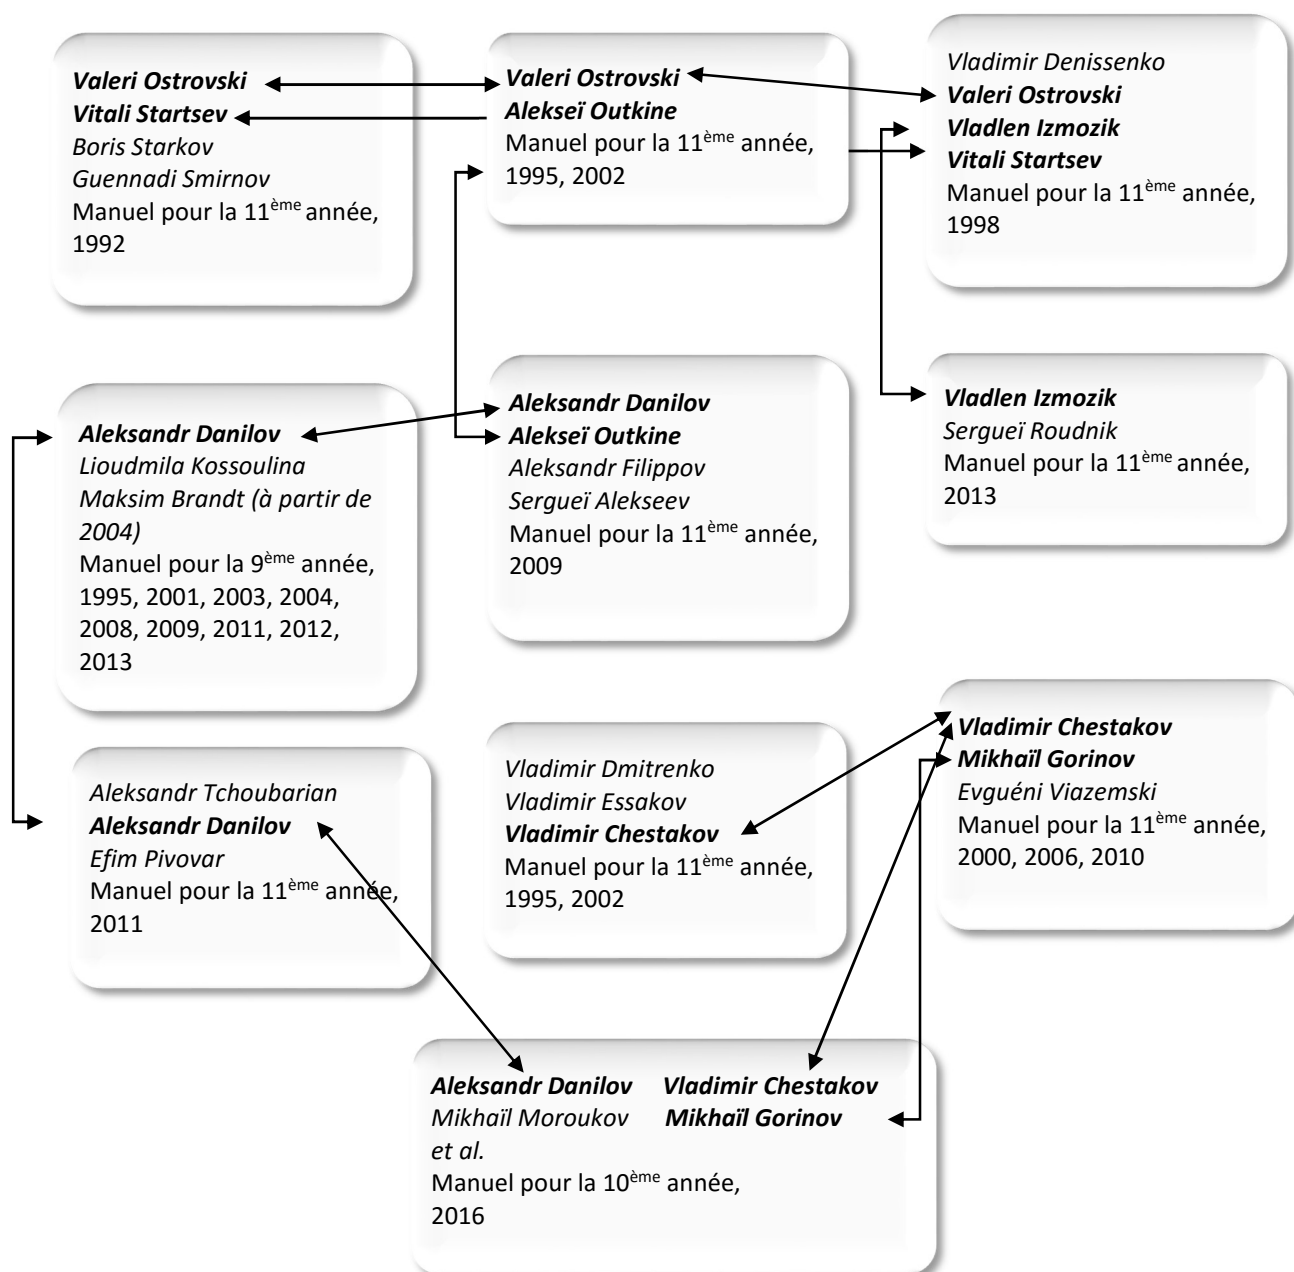 Valeri Ostrovski
Vitali Startsev
Boris Starkov
Guennadi Smirnov
Manuel pour la 11ème année,
1992
Valeri Ostrovski
Alekseï Outkine
Manuel pour la 11ème année,
1995, 2002
Vladimir Denissenko
Valeri Ostrovski
Vladlen Izmozik
Vitali Startsev
Manuel pour la 11ème année,
1998
Aleksandr Danilov
Lioudmila Kossoulina
Maksim Brandt (à partir de
2004)
Manuel pour la 9ème année,
1995, 2001, 2003, 2004,
2008, 2009, 2011, 2012,
2013
Aleksandr Danilov
Alekseï Outkine
Aleksandr Filippov
Sergueï Alekseev
Manuel pour la 11ème année,
2009
Vladlen Izmozik
Sergueï Roudnik
Manuel pour la 11ème année,
2013
Aleksandr Tchoubarian
Aleksandr Danilov
Efim Pivovar
Manuel pour la 11ème année,
2011
Vladimir Dmitrenko
Vladimir Essakov
Vladimir Chestakov
Manuel pour la 11ème année,
1995, 2002
Vladimir Chestakov
Mikhaïl Gorinov
Evguéni Viazemski
Manuel pour la 11ème année,
2000, 2006, 2010
Aleksandr Danilov Vladimir Chestakov
Mikhaïl Moroukov Mikhaïl Gorinov
et al.
Manuel pour la 10ème année,
2016